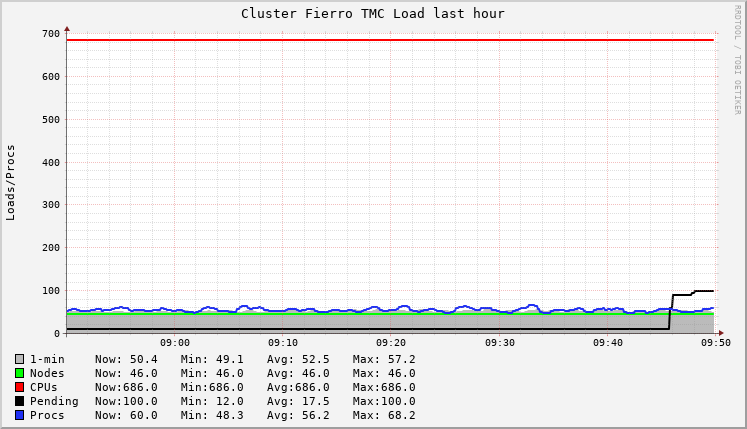 Cluster Fierro TMC Load last hour
RRDTOOL / TOBI OETIKER
Loads/Procs
700
600
500
400
300
200
100
0
09:00 09:10 09:20 09:30 09:40 09:50
1-min Now: 50.4 Min: 49.1 Avg: 52.5 Max: 57.2
Nodes Now: 46.0 Min: 46.0 Avg: 46.0 Max: 46.0
CPUs Now:686.0 Min:686.0 Avg:686.0 Max:686.0
Pending Now:100.0 Min: 12.0 Avg: 17.5 Max:100.0
Procs Now: 60.0 Min: 48.3 Avg: 56.2 Max: 68.2